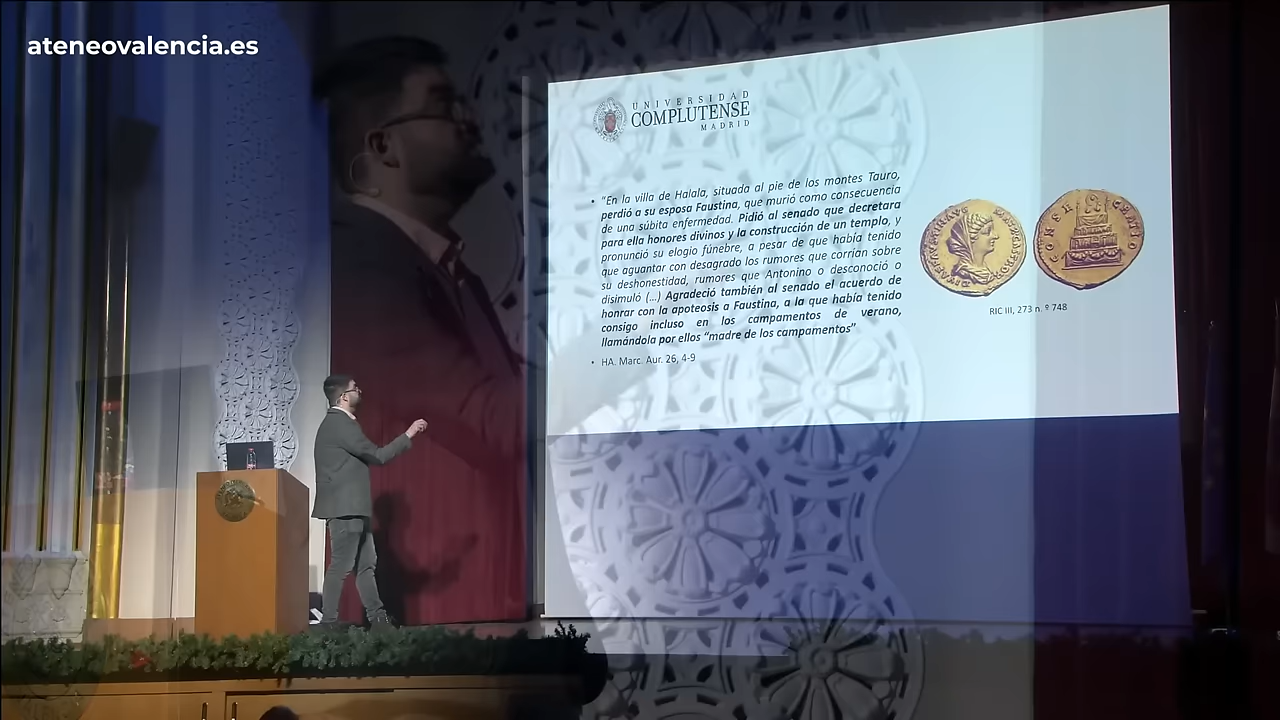 ateneovalencia.es
UNIVERSIDAD
COMPLUTENSE
MADRID
• "En la villa de Halala, situada al pie de los montes Tauro,
perdió a su esposa Faustina, que murió como consecuencia
de una súbita enfermedad. Pidió al senado que decretara
para ella honores divinos y la construcción de un templo, y
pronunció su elogio fúnebre, a pesar de que había tenido
que aguantar con desagrado los rumores que corrían sobre
su deshonestidad, rumores que Antonino o desconoció o
disimuló (...) Agradeció también al senado el acuerdo de
honrar con la apoteosis a Faustina, a la que había tenido
consigo incluso en los campamentos de verano,
llamándola por ellos "madre de los campamentos"
• HA. Marc. Aur. 26, 4-9
CONSECRATIO
RIC III, 273 n. º 748